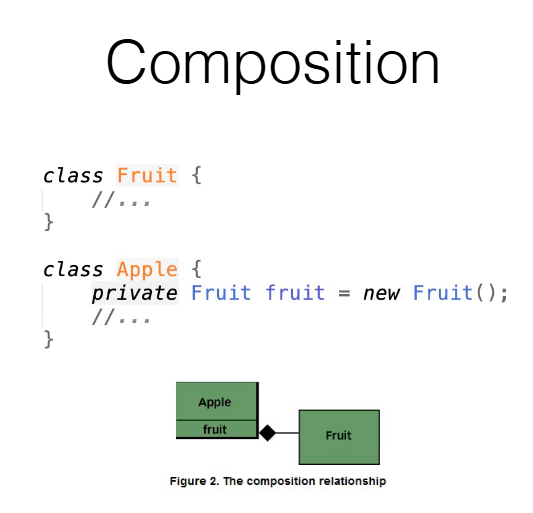 Composition
class Fruit {
//...
}
class Apple {
private Fruit fruit = new Fruit();
//...
}
Apple
fruit
Fruit
Figure 2. The composition relationship